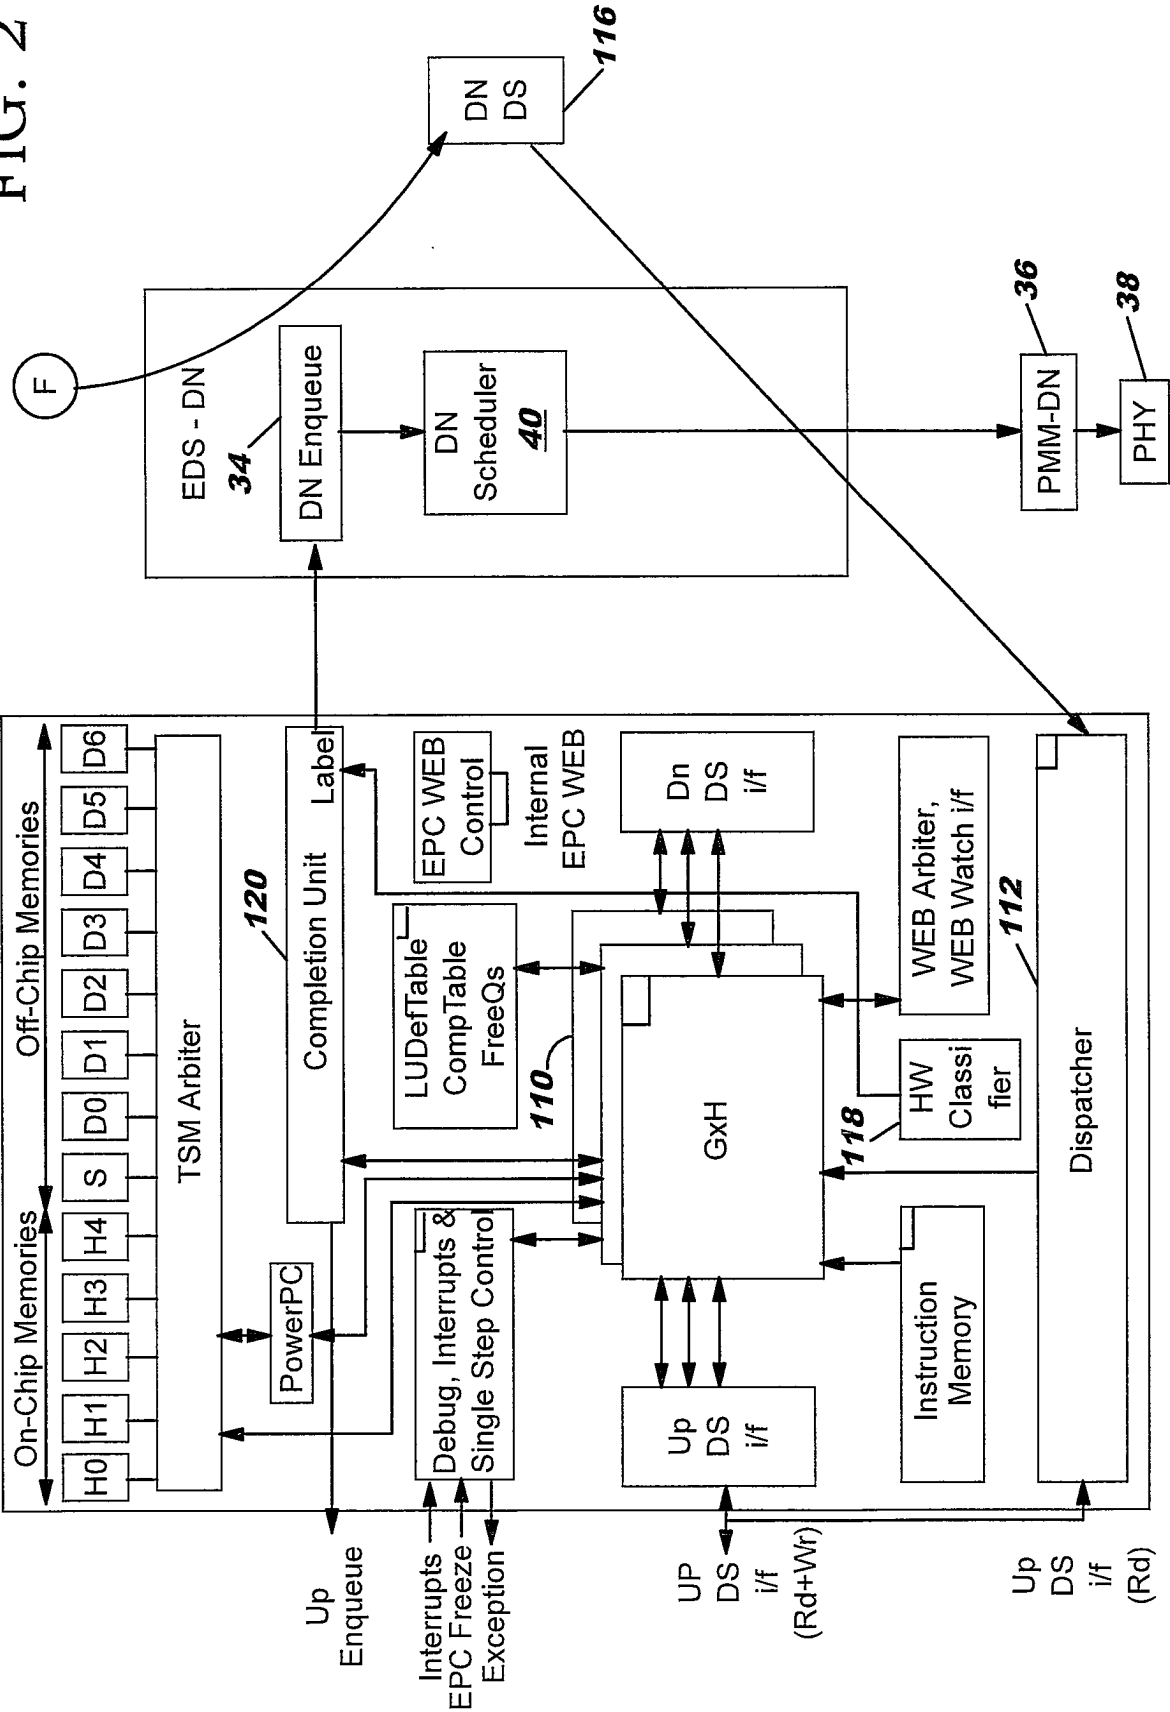 FIG. 2
On-Chip Memories
Off-Chip Memories
H0
H1
H2
H3
H4
S
D0
D1
D2
D3
D4
D5
D6
TSM Arbiter
PowerPC
120
Completion Unit
Label
Up
Enqueue
Interrupts
EPC Freeze
Exception
Debug, Interrupts &
Single Step Control
LUDefTable
CompTable
FreeQs
EPC WEB
Control
Internal
EPC WEB
110
GxH
Up
DS
i/f
Dn
DS
i/f
UP
DS
i/f
(Rd+Wr)
Instruction
Memory
118
HW
Classi
fier
WEB Arbiter,
WEB Watch i/f
112
Dispatcher
Up
DS
i/f
(Rd)
F
EDS - DN
34
DN Enqueue
DN
Scheduler
40
DN
DS
116
PMM-DN
36
PHY
38